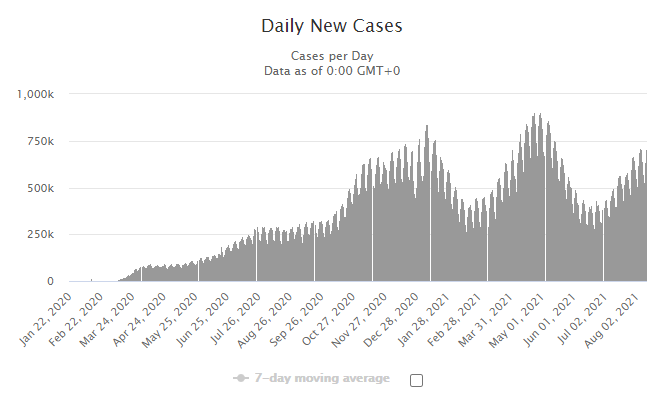 Daily New Cases
Cases per Day
Data as of 0:00 GMT+0
1,000k
750k
500k
250k
0
Jan 22, 2020
Feb 22, 2020
Mar 24, 2020
Apr 24, 2020
May 25, 2020
Jun 25, 2020
Jul 26, 2020
Aug 26, 2020
Sep 26, 2020
Oct 27, 2020
Nov 27, 2020
Dec 28, 2020
Jan 28, 2021
Feb 28, 2021
Mar 31, 2021
May 01, 2021
Jun 01, 2021
Jul 02, 2021
Aug 02, 2021
7-day moving average